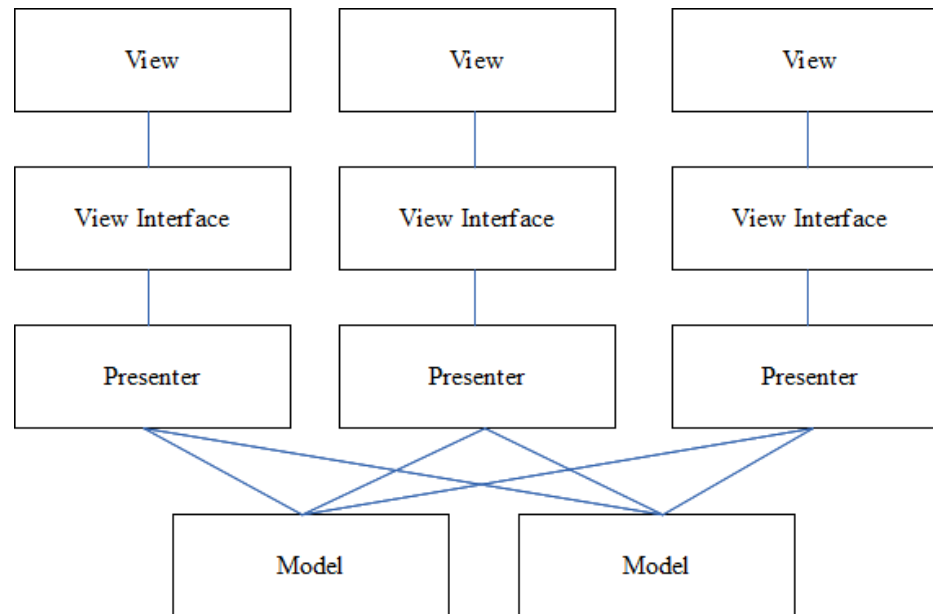 View
View
View
View Interface
View Interface
View Interface
Presenter
Presenter
Presenter
Model
Model